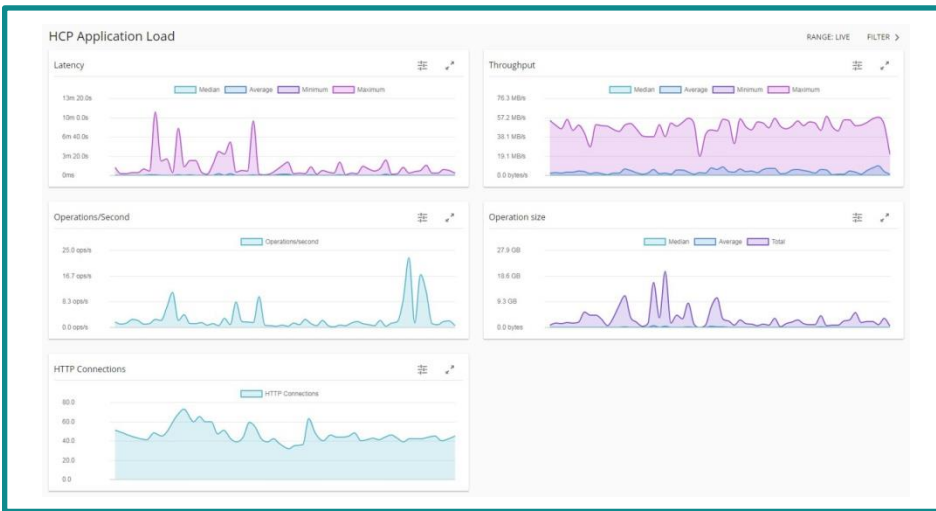 HCP Application Load
RANGE: LIVE FILTER
Latency
Median Average Minimum Maximum
13m 20.0s
10m 0.0s
6m 40.0s
3m 20.0s
0ms
Throughput
Median Average Minimum Maximum
76.3 MB/s
57.2 MB/s
38.1 MB/s
19.1 MB/s
0.0 bytes/s
Operations/Second
Operations/second
25.0 ops/s
16.7 ops/s
8.3 ops/s
0.0 ops/s
Operation size
Median Average Total
27.9 GB
18.6 GB
9.3 GB
0.0 bytes
HTTP Connections
HTTP Connections
80.0
60.0
40.0
20.0
0.0